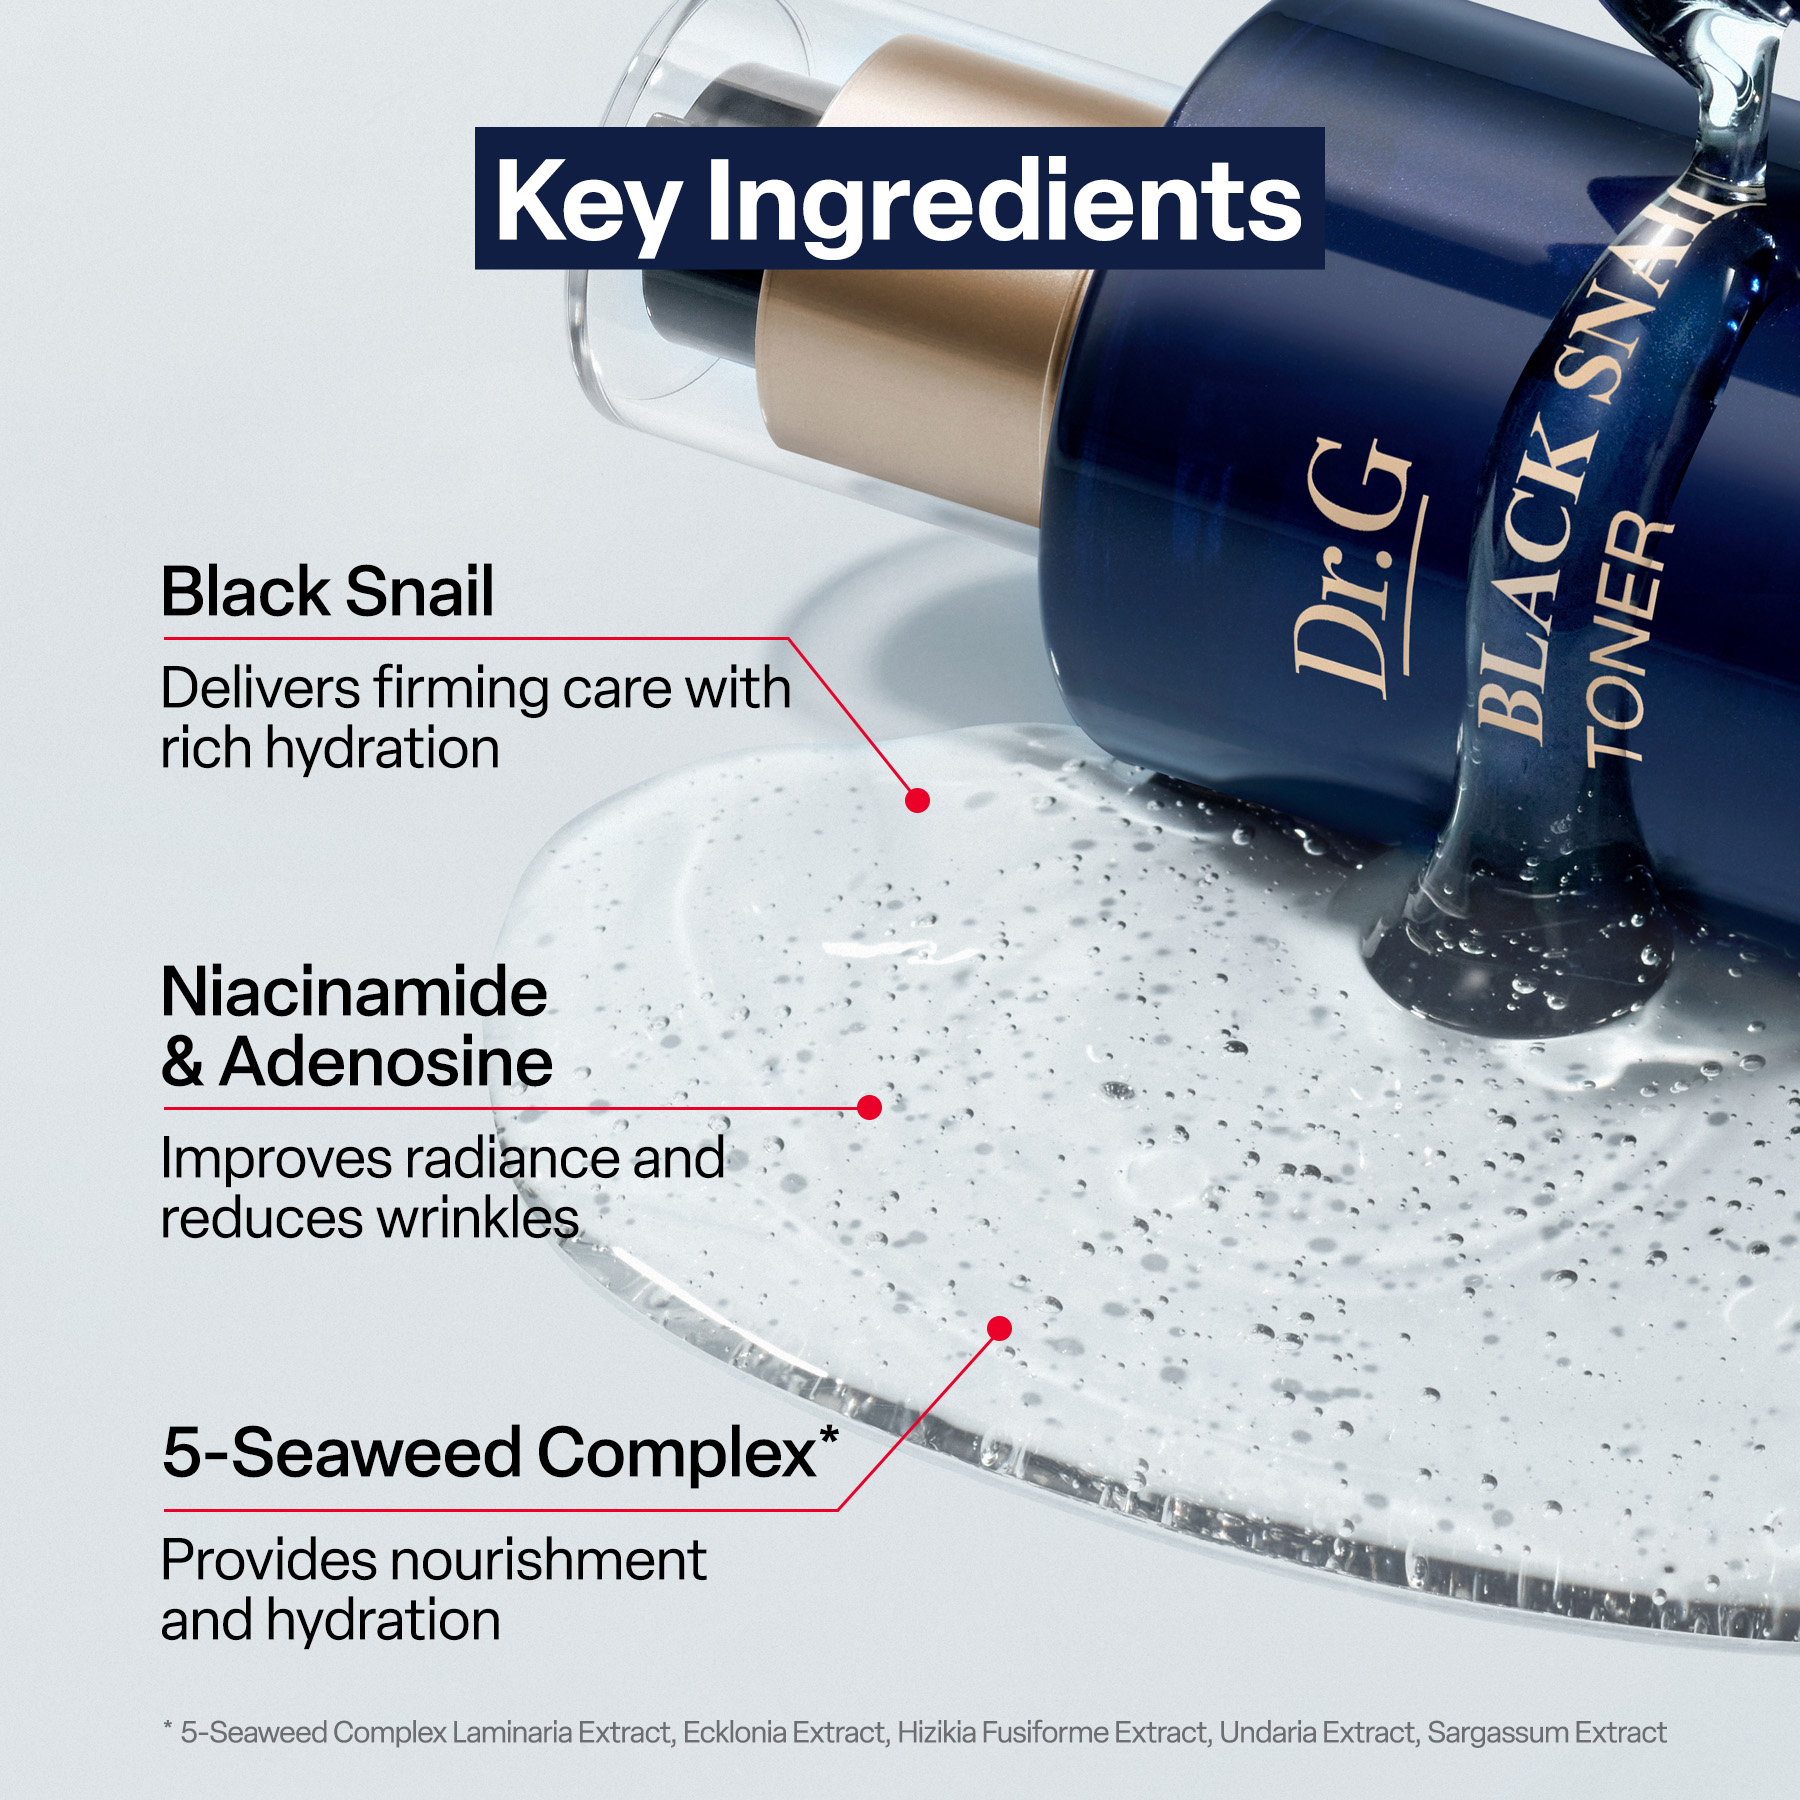 Key Ingredients
Dr.G
BLACK SNAIL
TONER
Black Snail
Delivers firming care with
rich hydration
Niacinamide
& Adenosine
Improves radiance and
reduces wrinkles
5-Seaweed Complex*
Provides nourishment
and hydration
* 5-Seaweed Complex Laminaria Extract, Ecklonia Extract, Hizikia Fusiforme Extract, Undaria Extract, Sargassum Extract